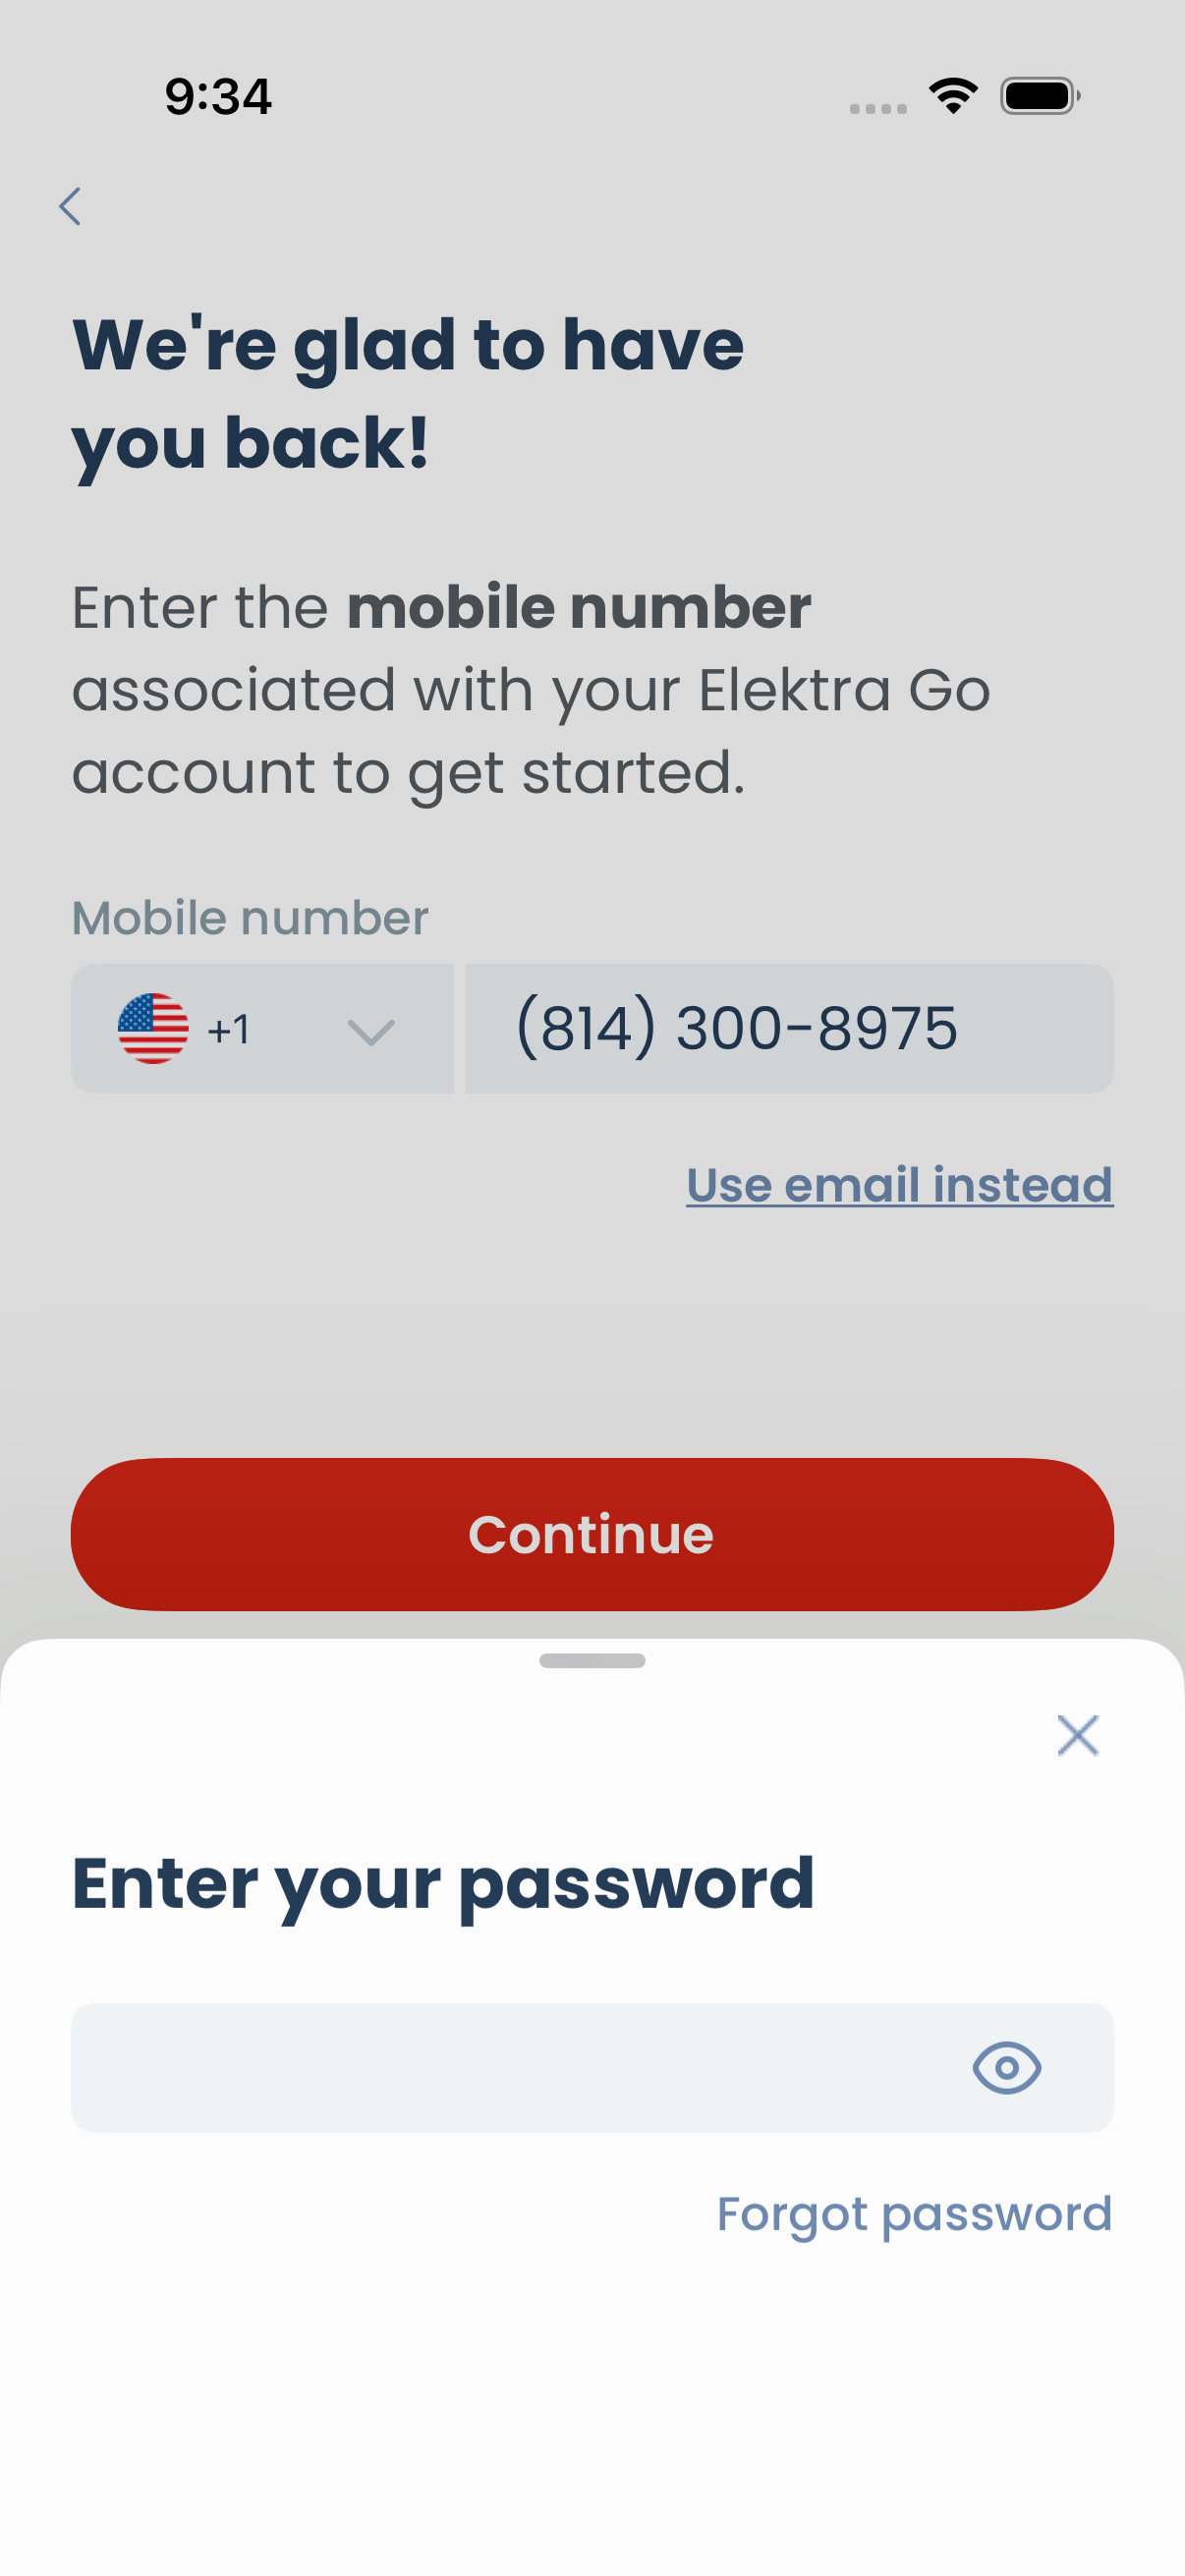 9:34
We're glad to have
you back!
Enter the mobile number
associated with your Elektra Go
account to get started.
Mobile number
+1
(814) 300-8975
Use email instead
Continue
Enter your password
Forgot password